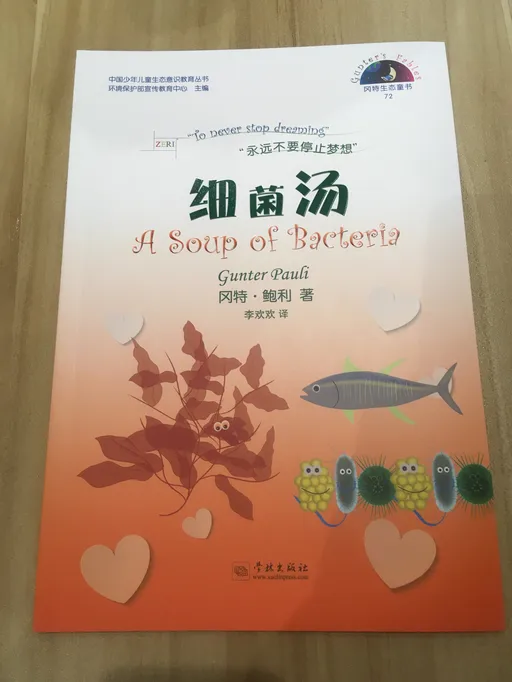 中国少年儿童生态意识教育丛书
环境保护部宣传教育中心 主编
Gunter's Fables
冈特生态童书
72
ZERI
"To never stop dreaming"
"永远不要停止梦想"
细菌汤
A Soup of Bacteria
Gunter Pauli
冈特·鲍利 著
李欢欢 译
学林出版社